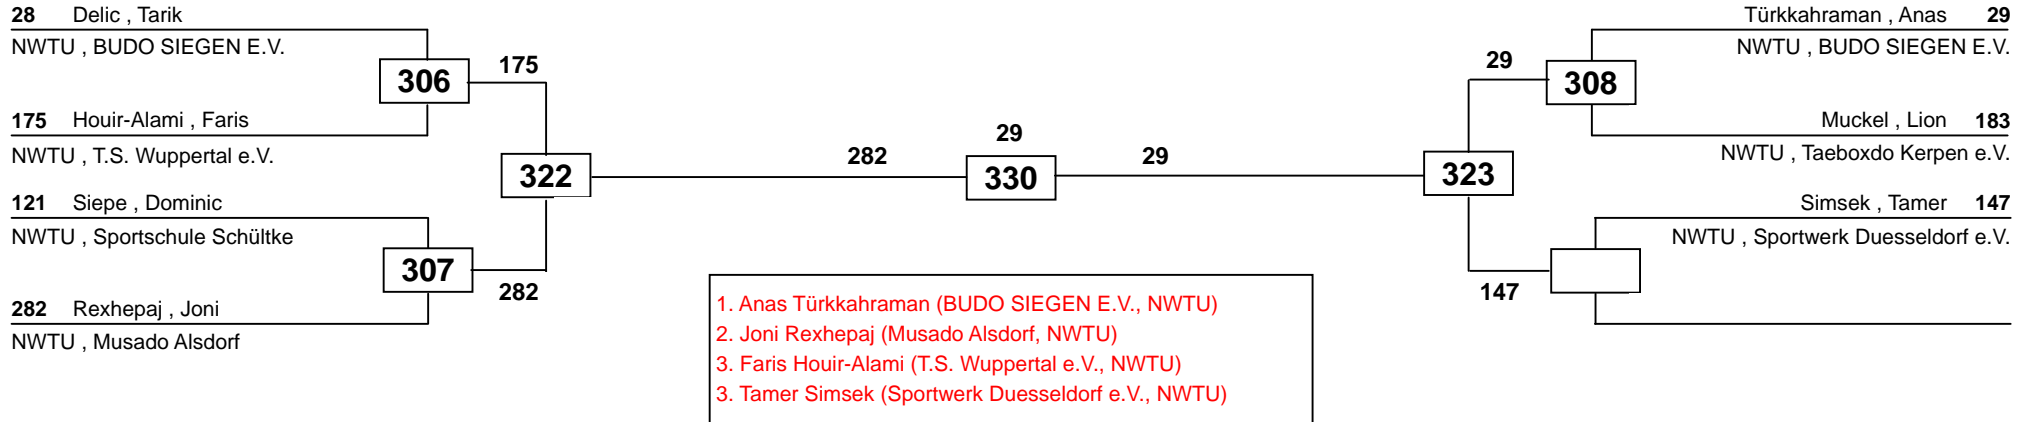 28 Delic , Tarik
NWTU , BUDO SIEGEN E.V.
306
175
175 Houir-Alami , Faris
NWTU , T.S. Wuppertal e.V.
322
121 Siepe , Dominic
NWTU , Sportschule Schültke
307
282
282 Rexhepaj , Joni
NWTU , Musado Alsdorf
282
29
330
29
Türkkahraman , Anas 29
NWTU , BUDO SIEGEN E.V.
29
308
Muckel , Lion 183
NWTU , Taeboxdo Kerpen e.V.
323
Simsek , Tamer 147
NWTU , Sportwerk Duesseldorf e.V.
147
1. Anas Türkkahraman (BUDO SIEGEN E.V., NWTU)
2. Joni Rexhepaj (Musado Alsdorf, NWTU)
3. Faris Houir-Alami (T.S. Wuppertal e.V., NWTU)
3. Tamer Simsek (Sportwerk Duesseldorf e.V., NWTU)